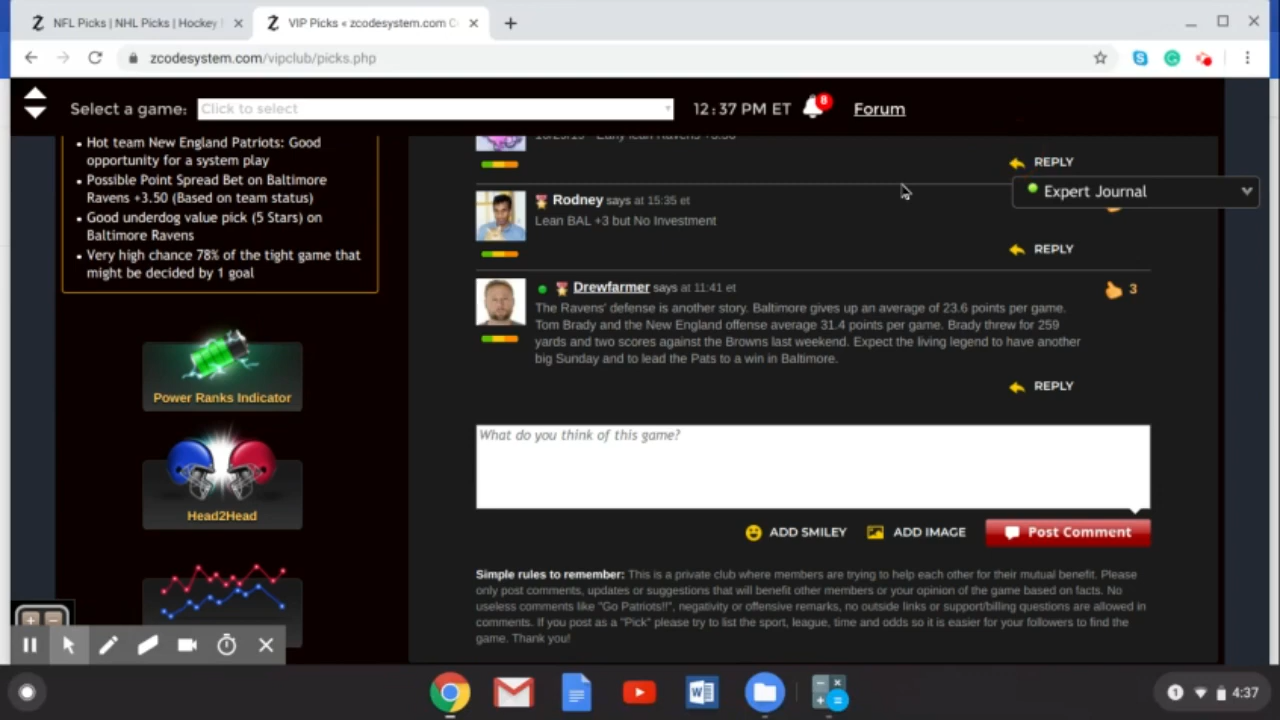 NFL Picks | NHL Picks | Hockey
VIP Picks « zcodesystem.com C
zcodesystem.com/vipclub/picks.php
Select a game:
Click to select
12:37 PM ET
8
Forum
Hot team New England Patriots: Good
opportunity for a system play
Possible Point Spread Bet on Baltimore
Ravens +3.50 (Based on team status)
Good underdog value pick (5 Stars) on
Baltimore Ravens
Very high chance 78% of the tight game that
might be decided by 1 goal
Power Ranks Indicator
Head2Head
REPLY
Expert Journal
Rodney says at 15:35 et
Lean BAL +3 but No Investment
REPLY
Drewfarmer says at 11:41 et
3
The Ravens' defense is another story. Baltimore gives up an average of 23.6 points per game.
Tom Brady and the New England offense average 31.4 points per game. Brady threw for 259
yards and two scores against the Browns last weekend. Expect the living legend to have another
big Sunday and to lead the Pats to a win in Baltimore.
REPLY
What do you think of this game?
ADD SMILEY
ADD IMAGE
Post Comment
Simple rules to remember: This is a private club where members are trying to help each other for their mutual benefit. Please
only post comments, updates or suggestions that will benefit other members or your opinion of the game based on facts. No
useless comments like "Go Patriots!!", negativity or offensive remarks, no outside links or support/billing questions are allowed in
comments. If you post as a "Pick" please try to list the sport, league, time and odds so it is easier for your followers to find the
game. Thank you!
1
4:37